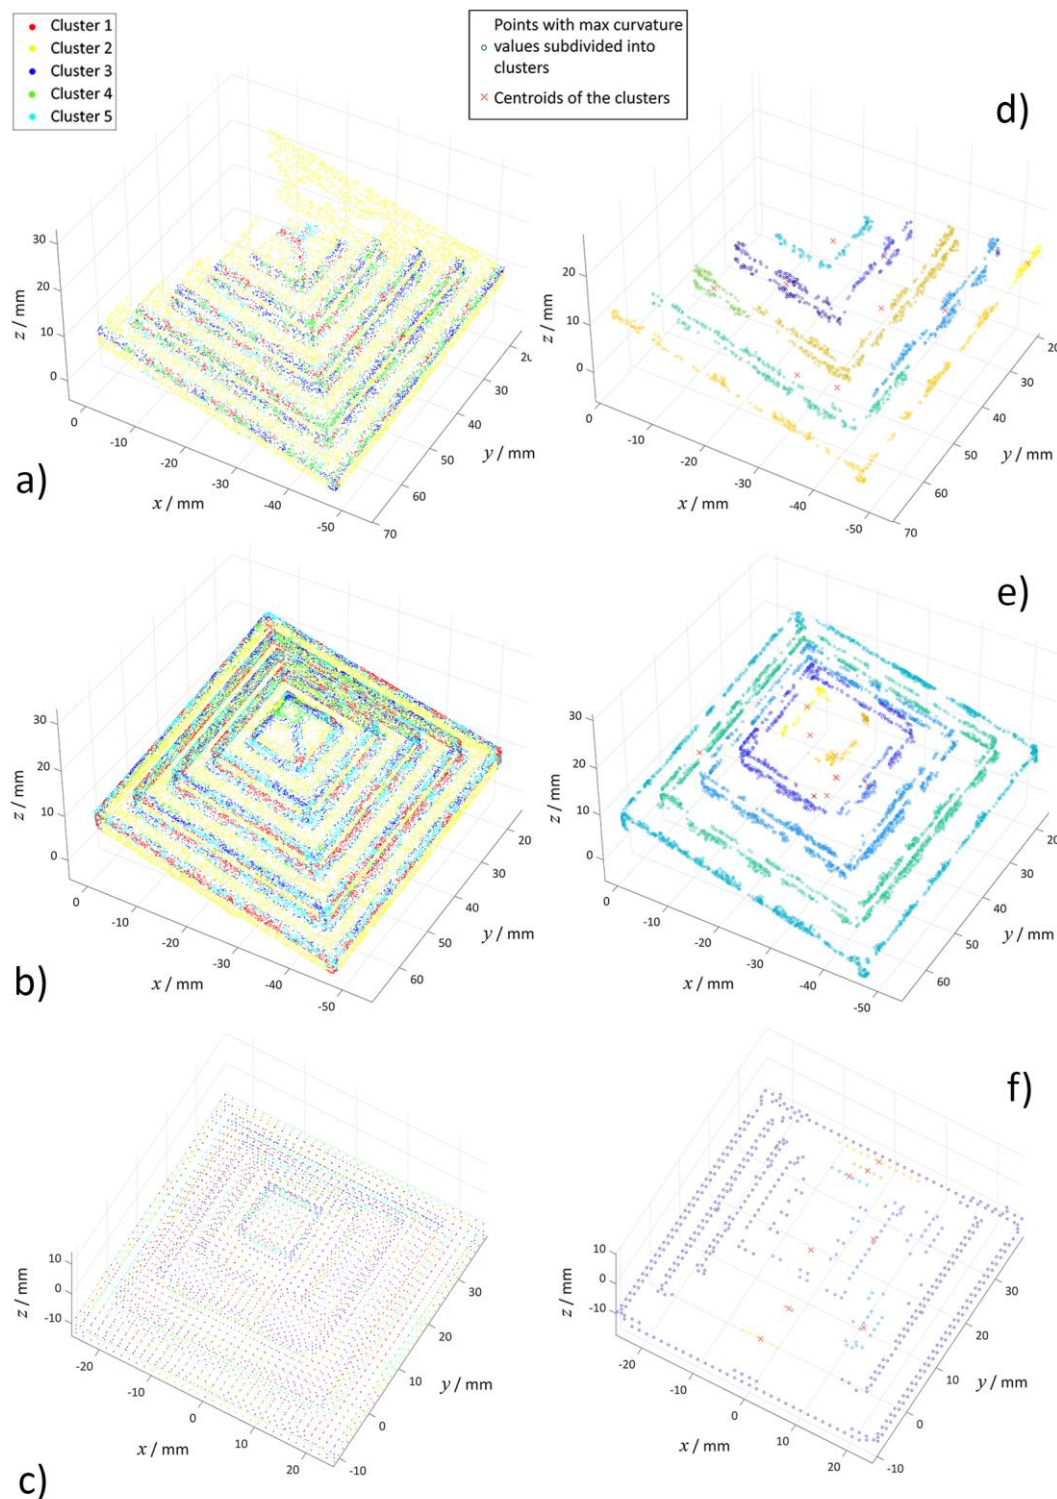 Cluster 1
Cluster 2
Cluster 3
Cluster 4
Cluster 5
Points with max curvature
values subdivided into
clusters
Centroids of the clusters
d)
30
20
10
0
z / mm
0
-10
-20
-30
-40
-50
x / mm
20
30
40
50
60
70
y / mm
a)
20
10
0
z / mm
0
-10
-20
-30
-40
-50
x / mm
20
30
40
50
60
70
y / mm
e)
30
20
10
0
z / mm
0
-10
-20
-30
-40
-50
x / mm
20
30
40
50
60
y / mm
b)
30
20
10
0
z / mm
0
-10
-20
-30
-40
-50
x / mm
20
30
40
50
60
y / mm
f)
10
0
-10
z / mm
-20
-10
0
10
20
x / mm
30
20
10
0
-10
y / mm
c)
10
0
-10
z / mm
-20
-10
0
10
20
x / mm
30
20
10
0
-10
y / mm